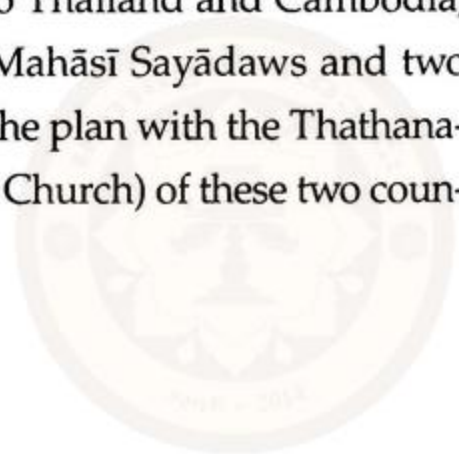 o Thailand and Cambodia,
Mahāsī Sayādaws and two
he plan with the Thathana-
Church) of these two coun-